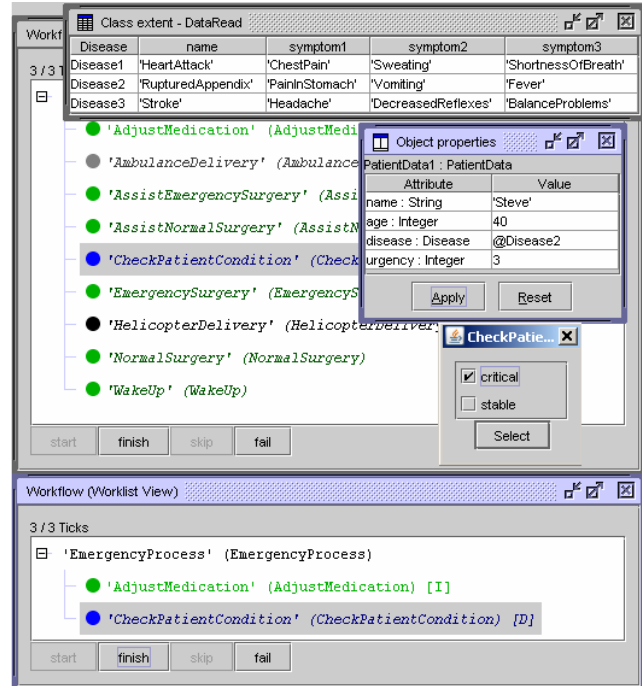 Workf
Class extent - DataRead
Disease name symptom1 symptom2 symptom3
Disease1 'HeartAttack' 'ChestPain' 'Sweating' 'ShortnessOfBreath'
Disease2 'RupturedAppendix' 'PainInStomach' 'Vomiting' 'Fever'
Disease3 'Stroke' 'Headache' 'DecreasedReflexes' 'BalanceProblems'
3 / 3 T
'AdjustMedication' (AdjustMedi
'AmbulanceDelivery' (Ambulance
'AssistEmergencySurgery' (Assi
'AssistNormalSurgery' (AssistN
'CheckPatientCondition' (Check
'EmergencySurgery' (EmergencyS
'HelicopterDelivery' (HelicopterDelivery
'NormalSurgery' (NormalSurgery)
'WakeUp' (WakeUp)
start finish skip fail
Object properties
PatientData1 : PatientData
Attribute Value
name : String 'Steve'
age : Integer 40
disease : Disease @Disease2
urgency : Integer 3
Apply Reset
CheckPatie...
critical
stable
Select
Workflow (Worklist View)
3 / 3 Ticks
'EmergencyProcess' (EmergencyProcess)
'AdjustMedication' (AdjustMedication) [I]
'CheckPatientCondition' (CheckPatientCondition) [D]
start finish skip fail